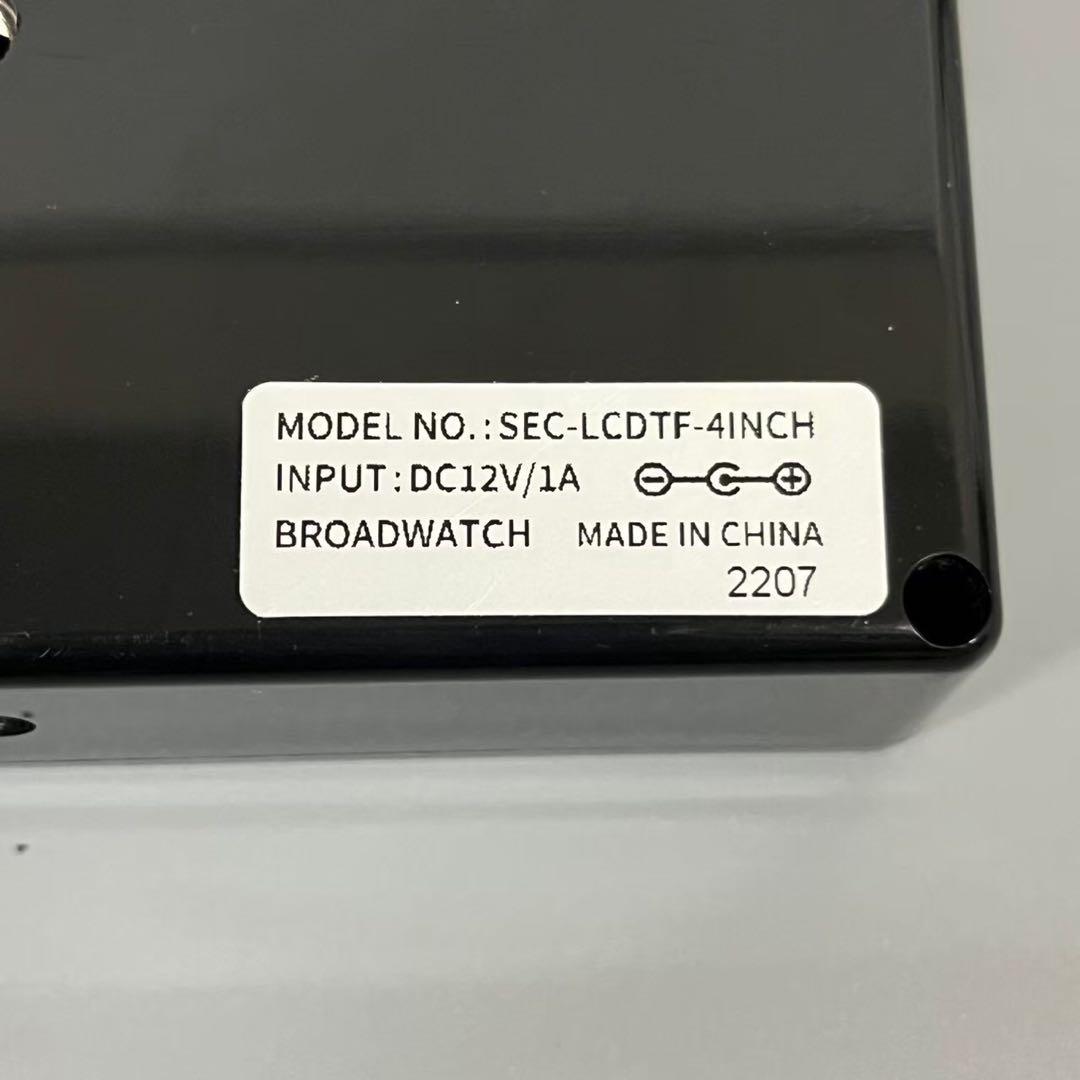 MODEL NO.:SEC-LCDTF-4INCH
INPUT:DC12V/1A
BROADWATCH MADE IN CHINA
2207